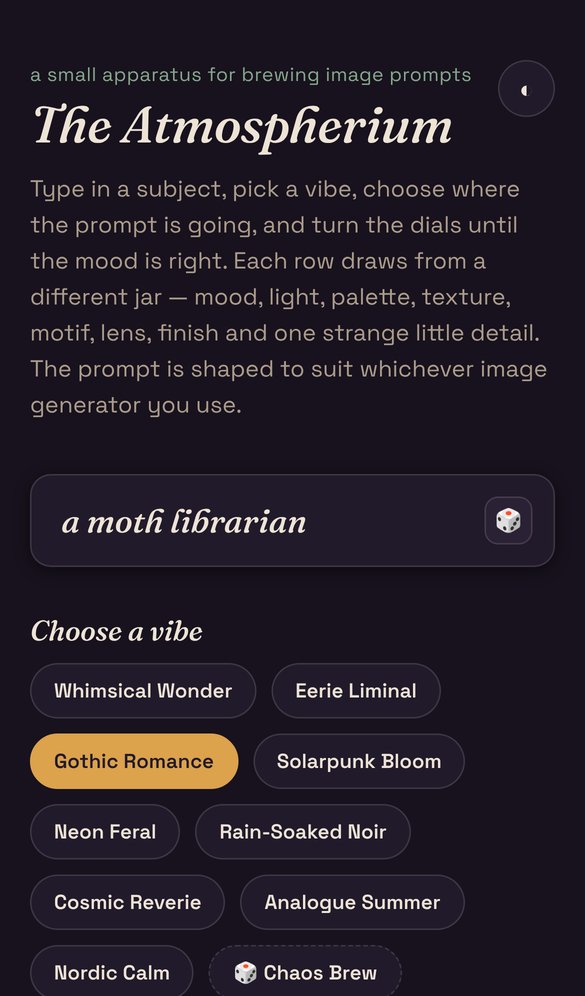 a small apparatus for brewing image prompts
The Atmospherium
Type in a subject, pick a vibe, choose where
the prompt is going, and turn the dials until
the mood is right. Each row draws from a
different jar — mood, light, palette, texture,
motif, lens, finish and one strange little detail.
The prompt is shaped to suit whichever image
generator you use.
a moth librarian
Choose a vibe
Whimsical Wonder
Eerie Liminal
Gothic Romance
Solarpunk Bloom
Neon Feral
Rain-Soaked Noir
Cosmic Reverie
Analogue Summer
Nordic Calm
🎲 Chaos Brew